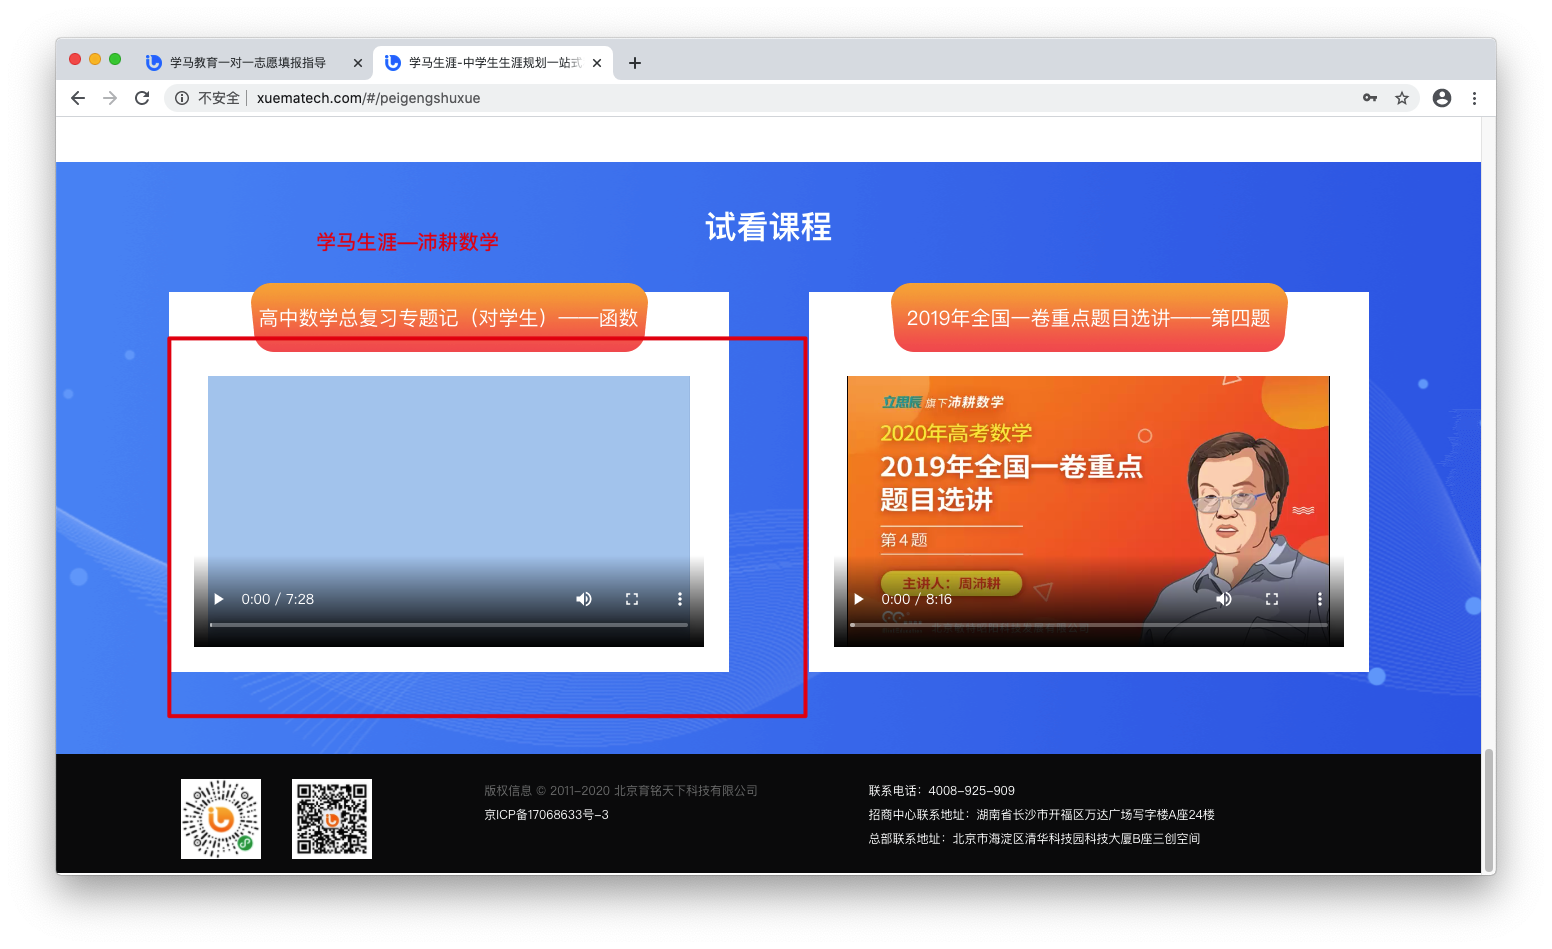 学马教育一对一志愿填报指导
学马生涯-中学生生涯规划一站式
不安全
xuematech.com/#/peigengshuxue
试看课程
学马生涯—沛耕数学
高中数学总复习专题记（对学生）——函数
0:00 / 7:28
2019年全国一卷重点题目选讲——第四题
立思辰 旗下沛耕数学
2020年高考数学
2019年全国一卷重点
题目选讲
第4题
主讲人：周沛耕
0:00 / 8:16
版权信息 © 2011-2020 北京育铭天下科技有限公司
京ICP备17068633号-3
联系电话：4008-925-909
招商中心联系地址：湖南省长沙市开福区万达广场写字楼A座24楼
总部联系地址：北京市海淀区清华科技园科技大厦B座三创空间